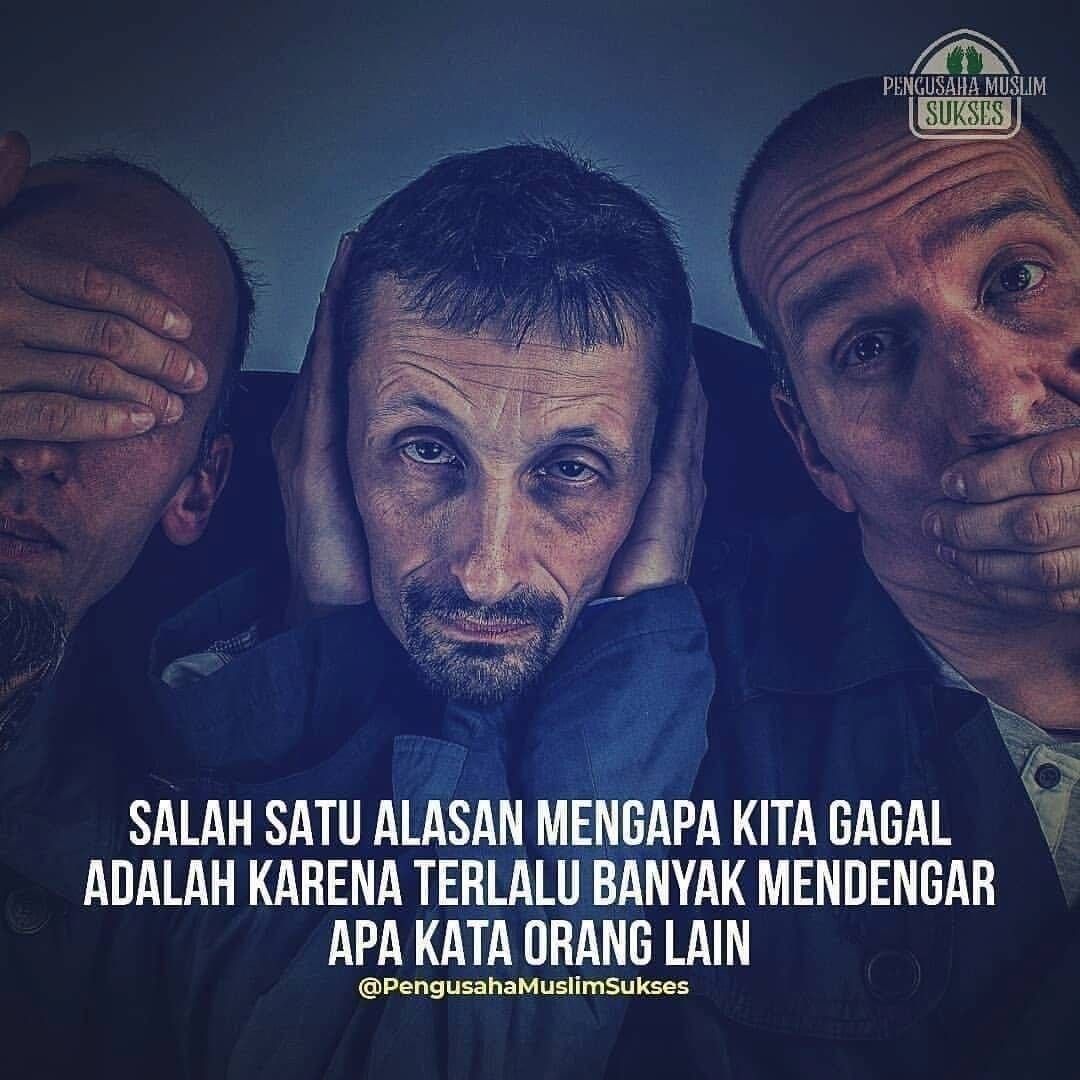 PENGUSAHA MUSLIM
SUKSES
SALAH SATU ALASAN MENGAPA KITA GAGAL
ADALAH KARENA TERLALU BANYAK MENDENGAR
APA KATA ORANG LAIN
@PengusahaMuslimSukses